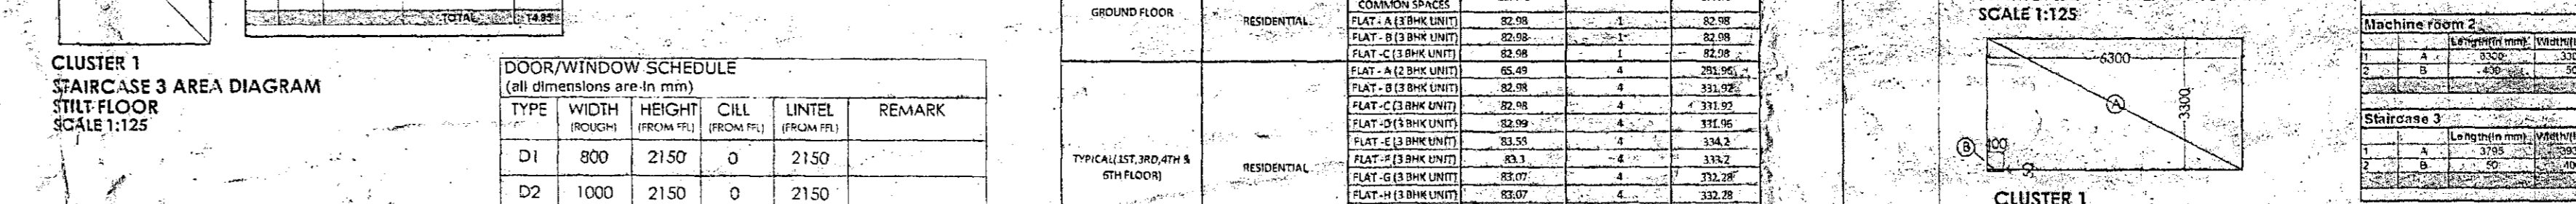 TOTAL 14.95
CLUSTER 1
STAIRCASE 3 AREA DIAGRAM
STILT FLOOR
SCALE 1:125
DOOR/WINDOW SCHEDULE
(all dimensions are in mm)
TYPE WIDTH HEIGHT CILL LINTEL REMARK
(ROUGH) (FROM FFL) (FROM FFL) (FROM FFL)
D1 800 2150 0 2150
D2 1000 2150 0 2150
COMMON SPACES
GROUND FLOOR RESIDENTIAL FLAT - A (3 BHK UNIT) 82.98 1 82.98
FLAT - B (3 BHK UNIT) 82.98 1 82.98
FLAT -C (3 BHK UNIT) 82.98 1 82.98
FLAT - A (2 BHK UNIT) 65.49 4
FLAT - B (3 BHK UNIT) 82.98 4 331.92
FLAT -C (3 BHK UNIT) 82.98 4 331.92
FLAT -D (3 BHK UNIT) 82.99 4 331.96
FLAT -E (3 BHK UNIT) 83.55 4 334.2
TYPICAL(1ST,3RD,4TH & 6TH FLOOR) RESIDENTIAL FLAT -F (3 BHK UNIT) 83.3 4 333.2
FLAT -G (3 BHK UNIT) 83.07 4 332.28
FLAT -H (3 BHK UNIT) 83.07 4 332.28
SCALE 1:125
6300
A
3300
B 400
CLUSTER 1
Machine room 2
Length(in mm)
1 A 6300
2 B 400
Staircase 3
Length(in mm)
1 A 3795
2 B 50